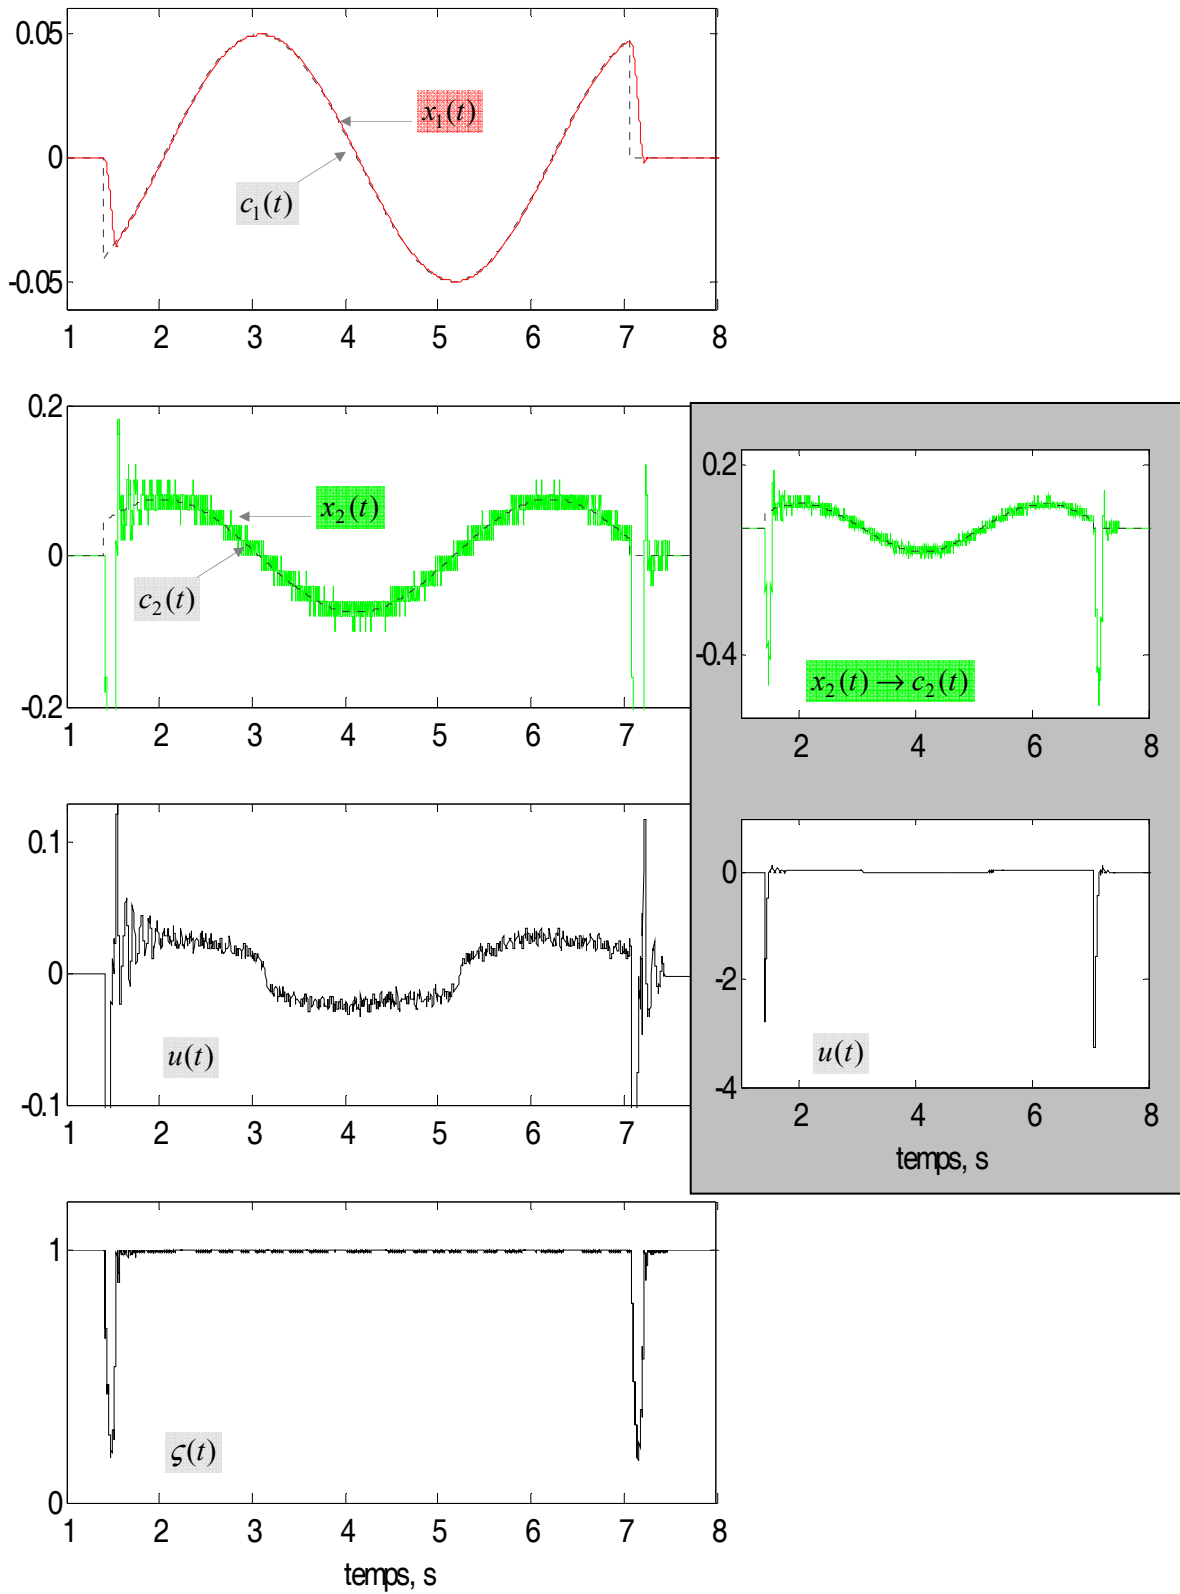 0.05
0
-0.05
1 2 3 4 5 6 7 8
x₁(t)
c₁(t)
0.2
0
-0.2
1 2 3 4 5 6 7
x₂(t)
c₂(t)
0.2
-0.4
2 4 6 8
x₂(t) → c₂(t)
0.1
0
-0.1
1 2 3 4 5 6 7
u(t)
0
-2
-4
2 4 6 8
u(t)
temps, s
1
0
1 2 3 4 5 6 7 8
ς(t)
temps, s